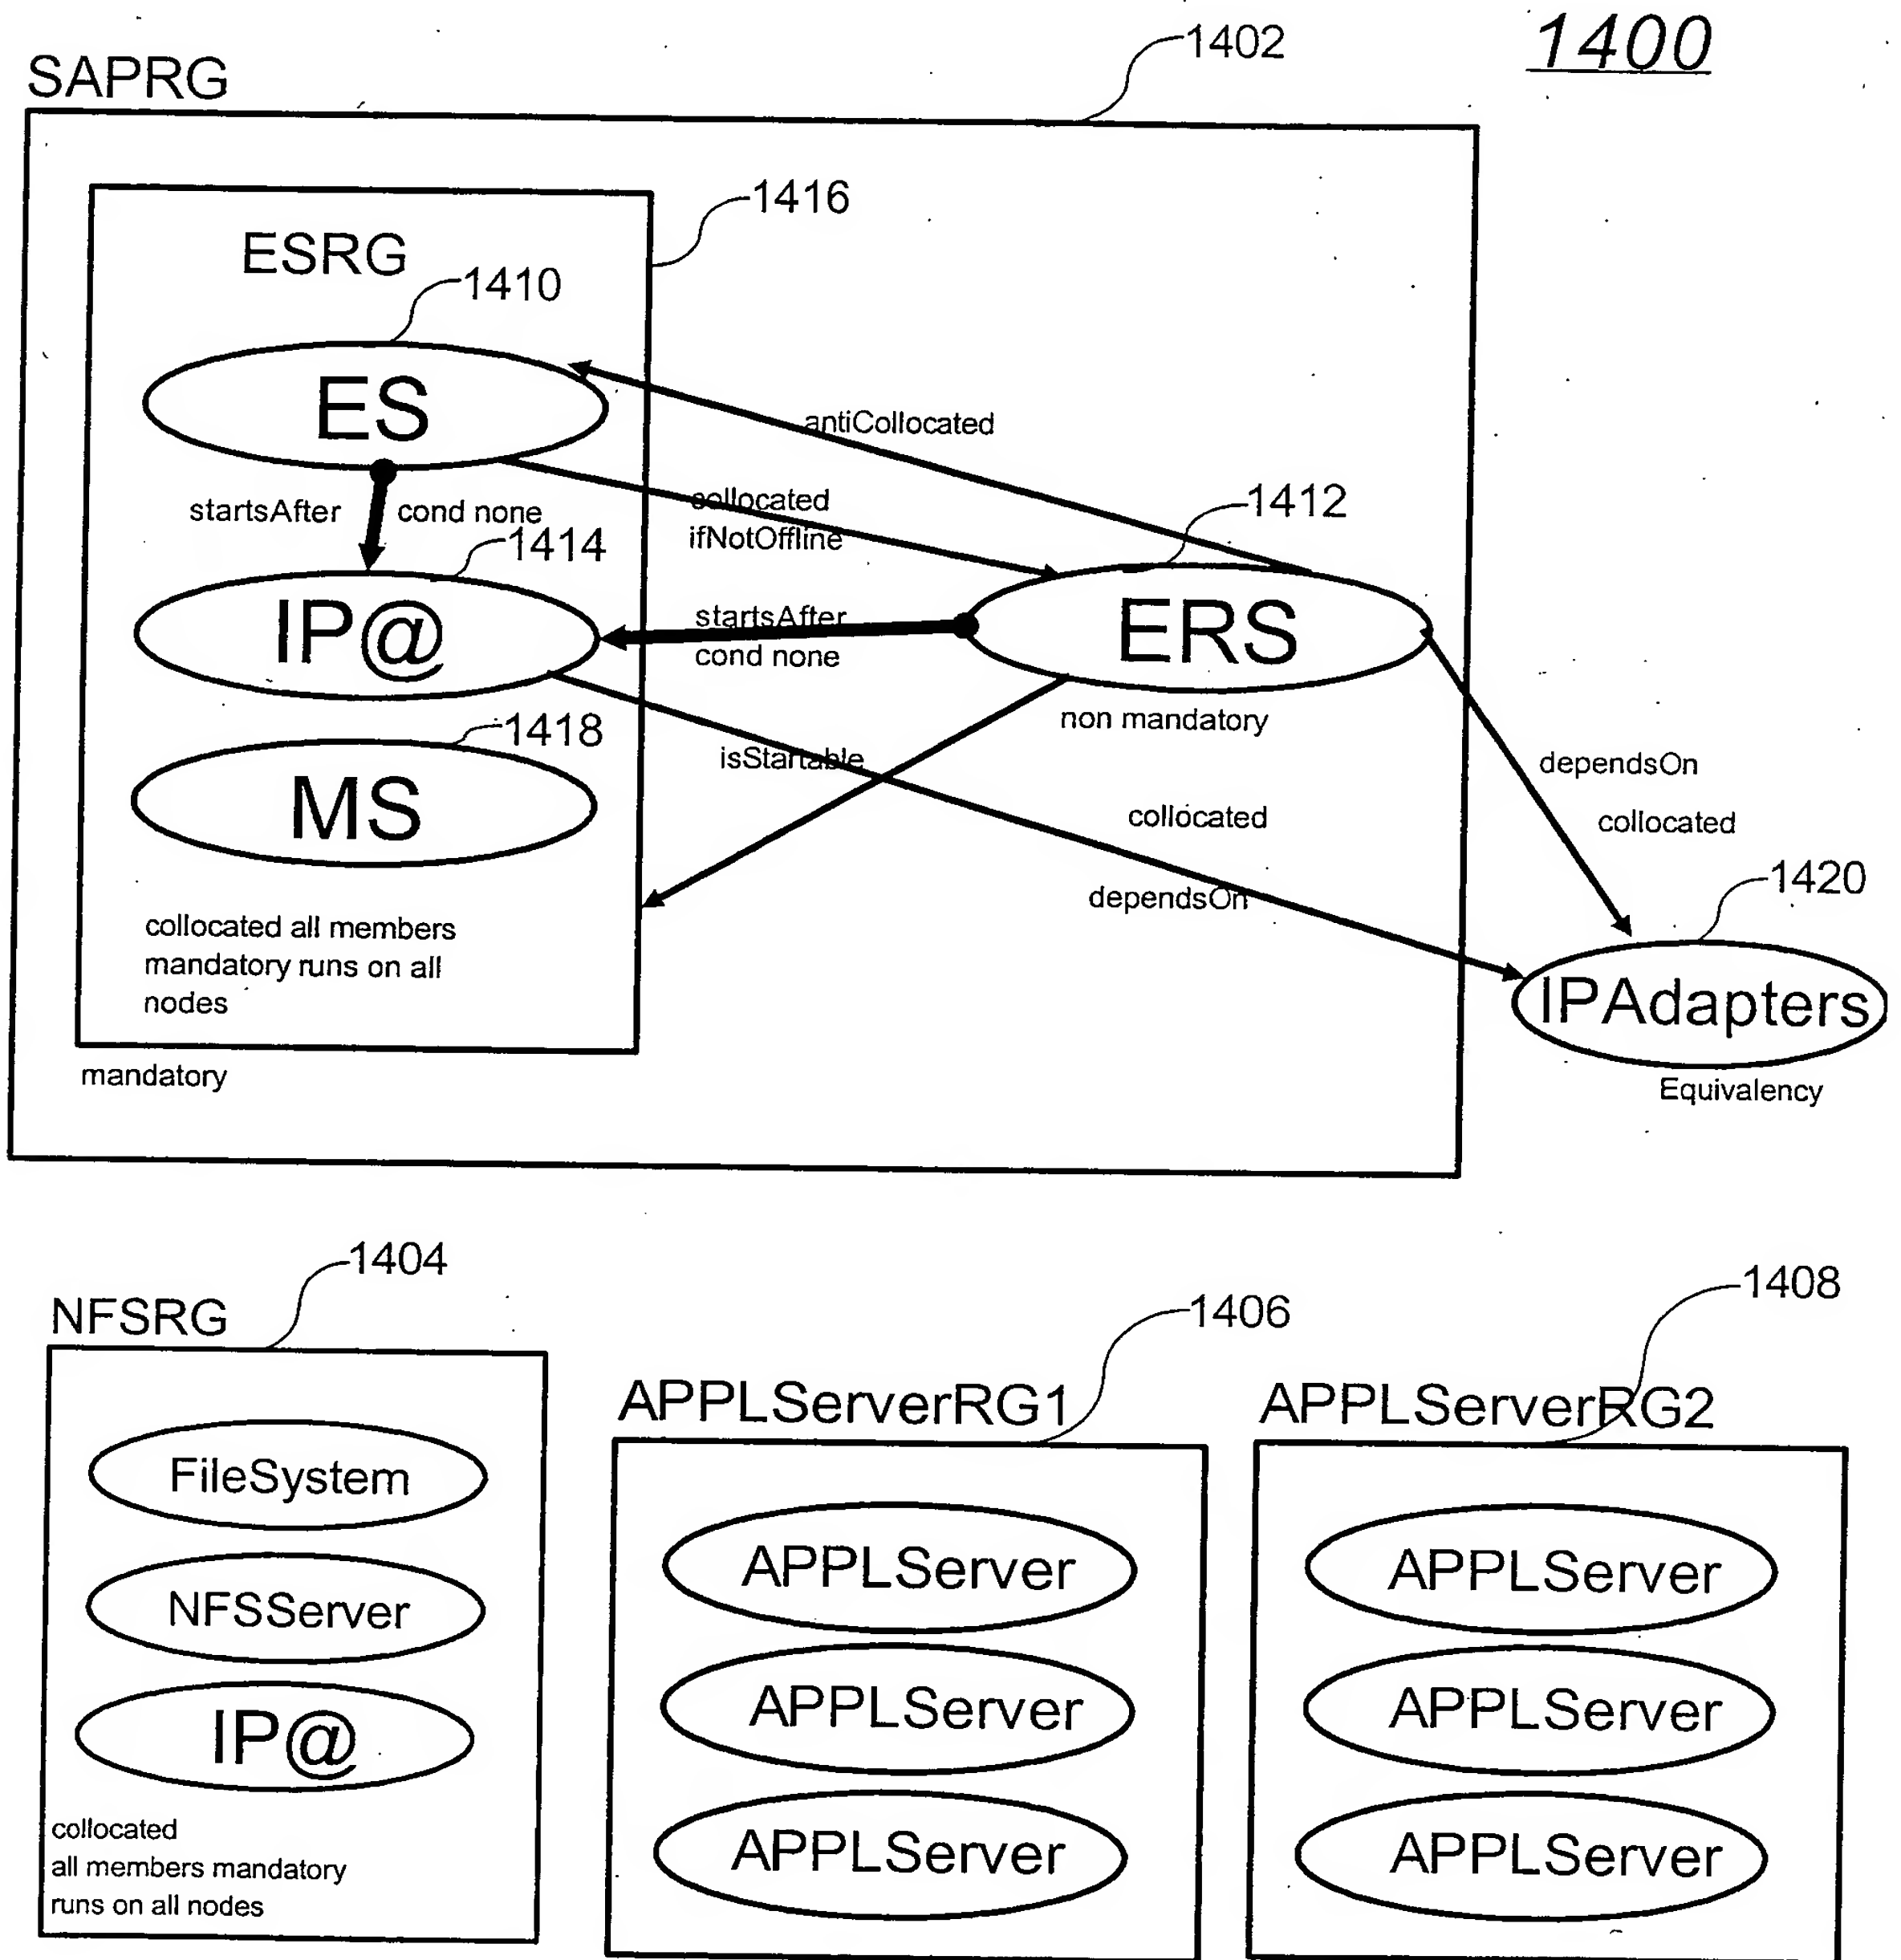 1400
1402
SAPRG
1416
ESRG
1410
ES
antiCollocated
collocated
ifNotOffline
1412
startsAfter
cond none
1414
IP@
startsAfter
cond none
ERS
non mandatory
1418
MS
isStartable
dependsOn
collocated
collocated
dependsOn
1420
IPAdapters
Equivalency
collocated all members
mandatory runs on all
nodes
mandatory
1404
NFSRG
FileSystem
NFSServer
IP@
collocated
all members mandatory
runs on all nodes
1406
APPLServerRG1
APPLServer
APPLServer
APPLServer
1408
APPLServerRG2
APPLServer
APPLServer
APPLServer